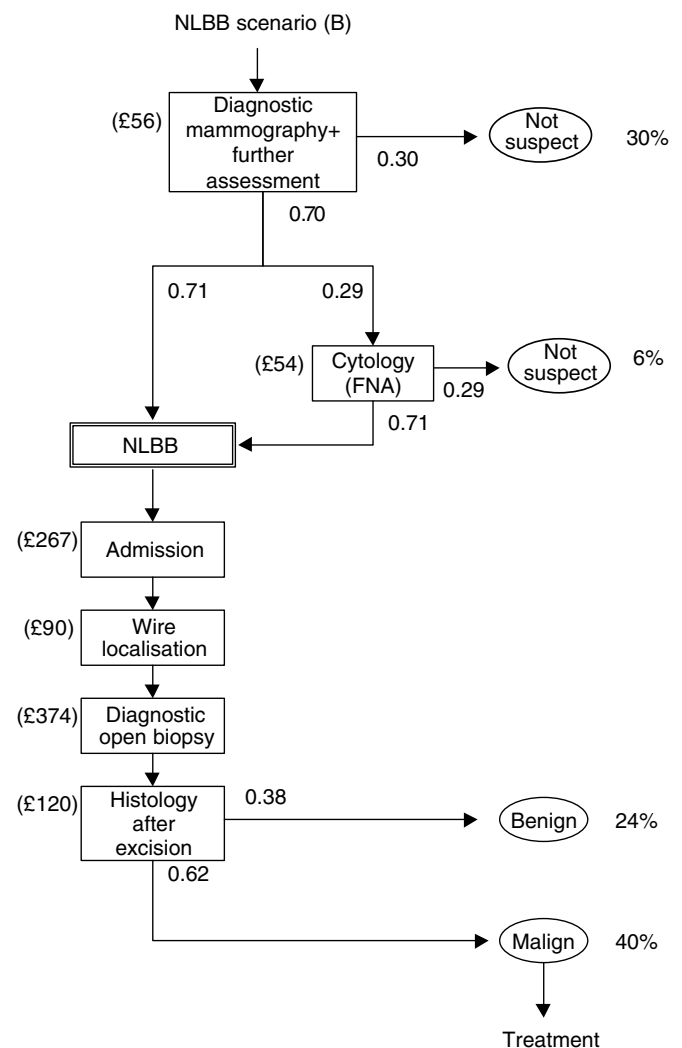 NLBB scenario (B)
(£56)
Diagnostic
mammography+
further
assessment
0.30
Not
suspect
30%
0.70
0.71
0.29
(£54)
Cytology
(FNA)
0.29
Not
suspect
6%
0.71
NLBB
(£267)
Admission
(£90)
Wire
localisation
(£374)
Diagnostic
open biopsy
(£120)
Histology
after
excision
0.38
Benign
24%
0.62
Malign
40%
Treatment